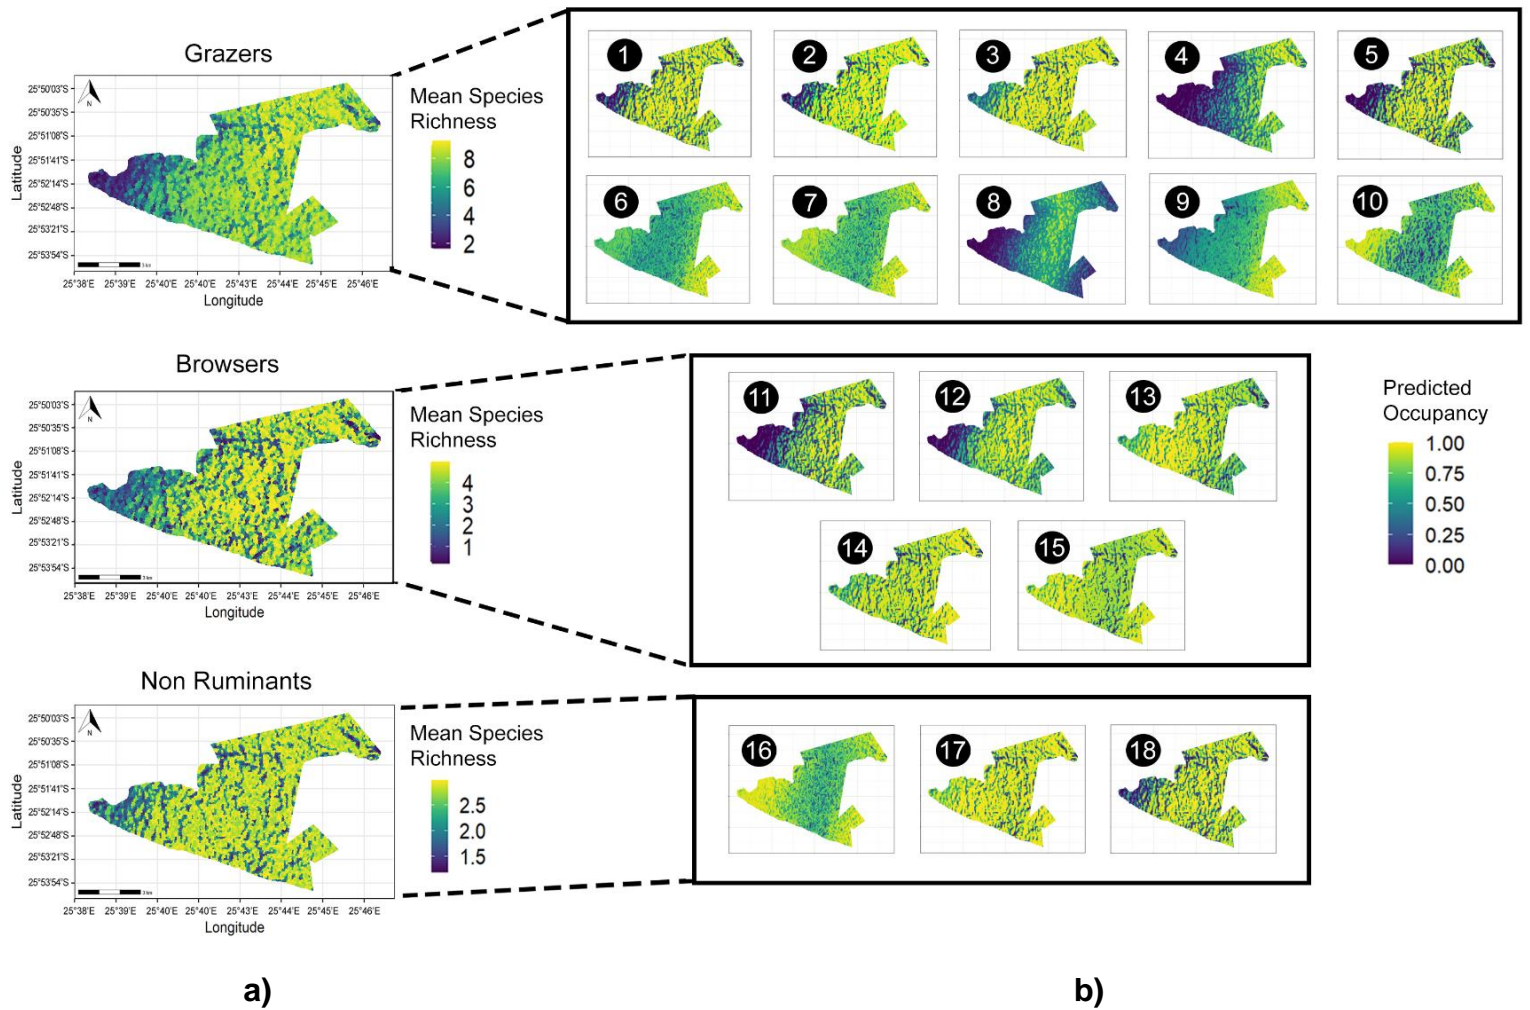 Grazers
N
25°50'03"S
25°50'35"S
25°51'08"S
25°51'41"S
25°52'14"S
25°52'48"S
25°53'21"S
25°53'54"S
Latitude
3 km
25°38'E 25°39'E 25°40'E 25°40'E 25°43'E 25°44'E 25°45'E 25°46'E
Longitude
Mean Species
Richness
8
6
4
2
1 2 3 4 5
6 7 8 9 10
Browsers
N
25°50'03"S
25°50'35"S
25°51'08"S
25°51'41"S
25°52'14"S
25°52'48"S
25°53'21"S
25°53'54"S
Latitude
3 km
25°38'E 25°39'E 25°40'E 25°40'E 25°43'E 25°44'E 25°45'E 25°46'E
Longitude
Mean Species
Richness
4
3
2
1
11 12 13
14 15
Predicted
Occupancy
1.00
0.75
0.50
0.25
0.00
Non Ruminants
N
25°50'03"S
25°50'35"S
25°51'08"S
25°51'41"S
25°52'14"S
25°52'48"S
25°53'21"S
25°53'54"S
Latitude
3 km
25°38'E 25°39'E 25°40'E 25°40'E 25°43'E 25°44'E 25°45'E 25°46'E
Longitude
Mean Species
Richness
2.5
2.0
1.5
16 17 18
a) b)